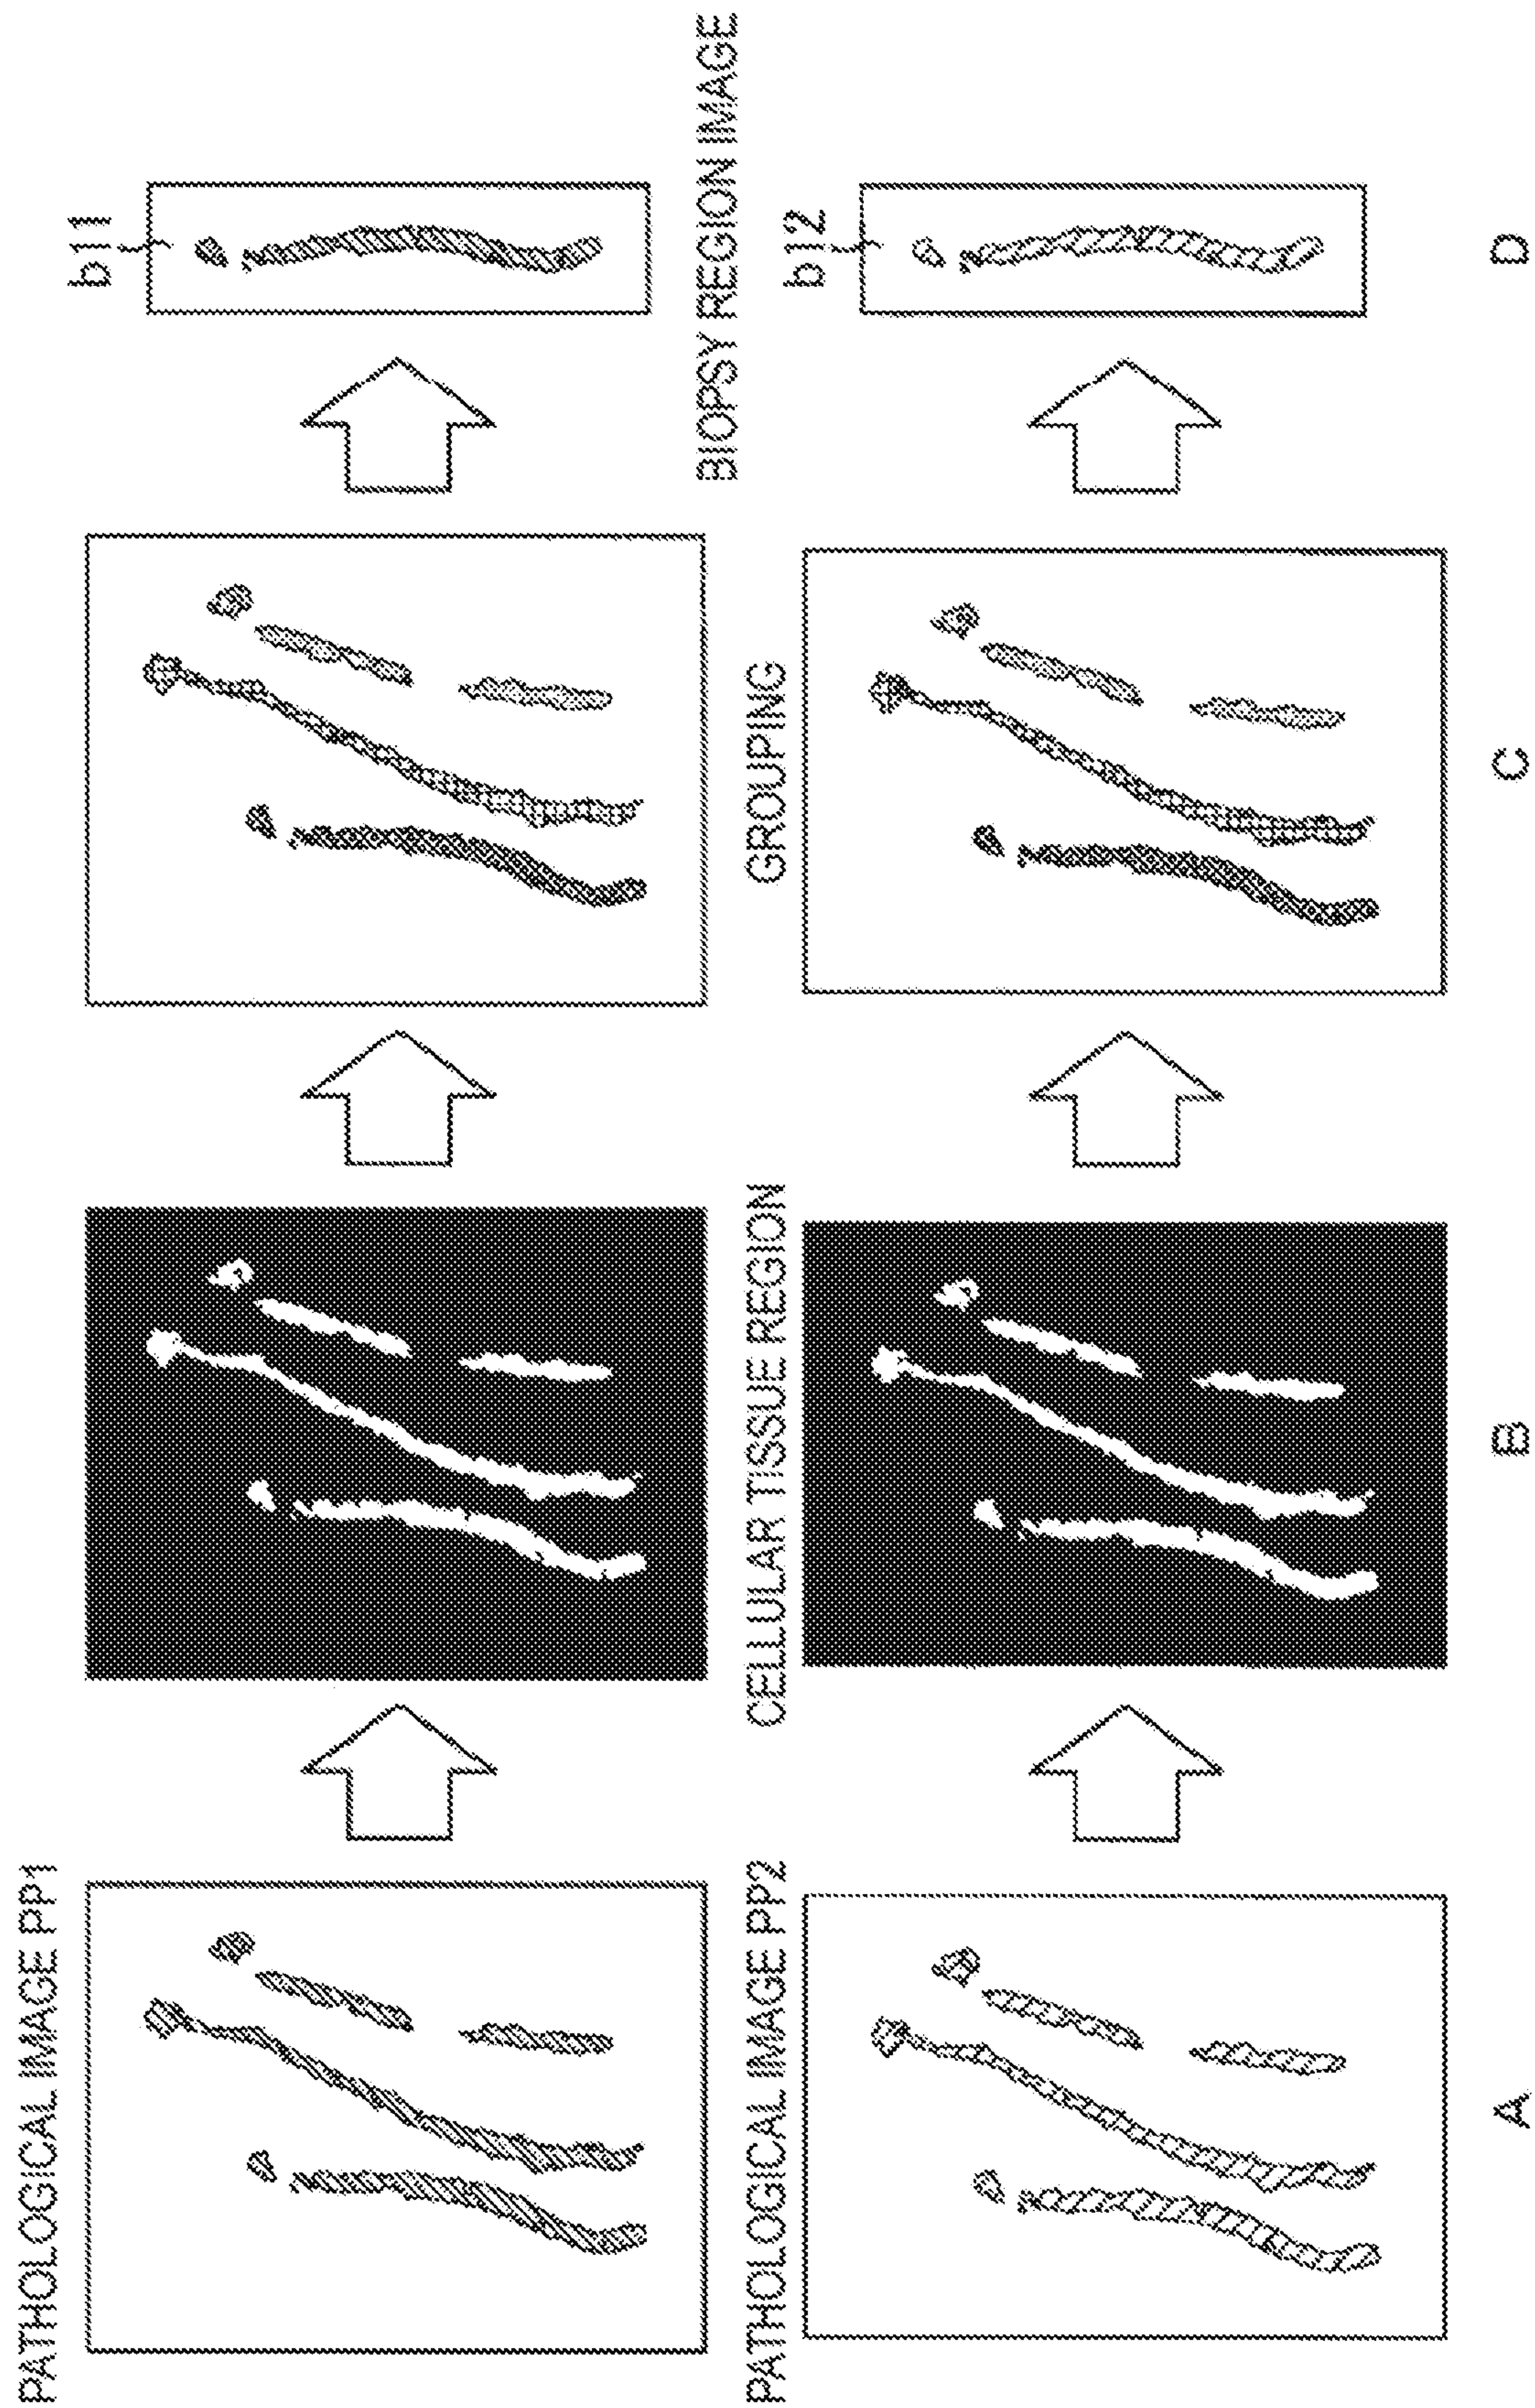 PATHOLOGICAL IMAGE PP1
b11
PATHOLOGICAL IMAGE PP2
CELLULAR TISSUE REGION
GROUPING
BIOPSY REGION IMAGE
b12
A
B
C
D